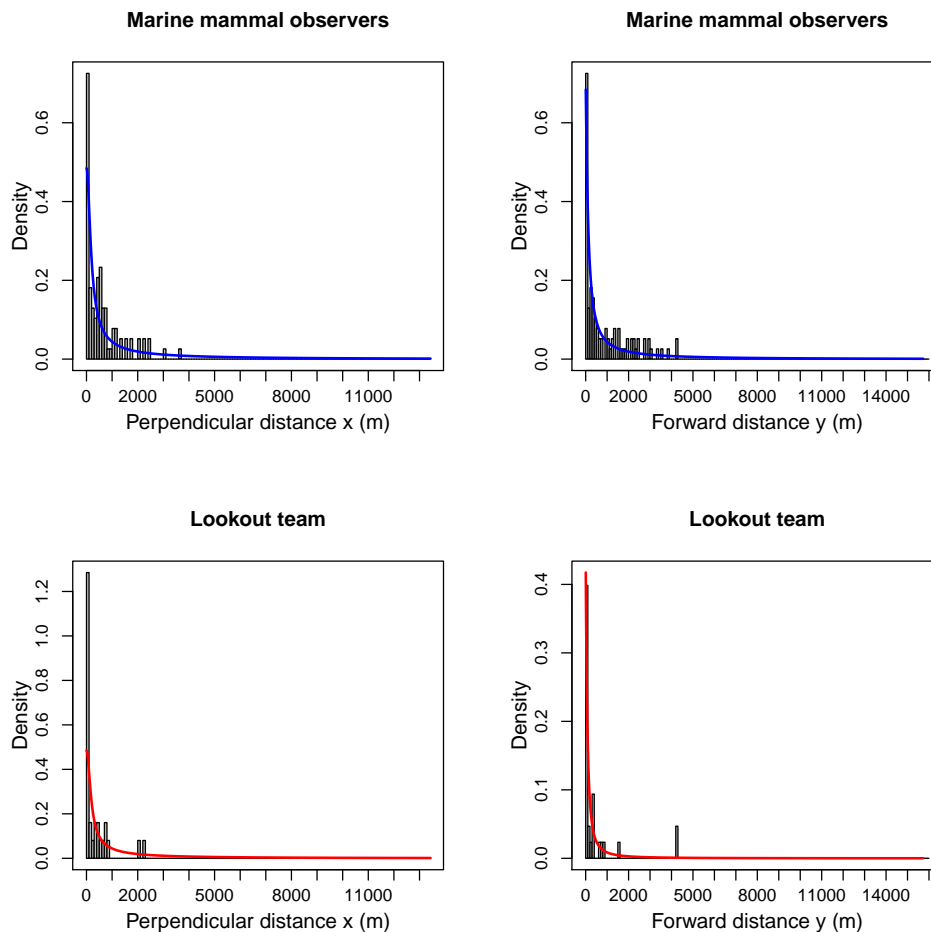 Marine mammal observers
Density
0.0 0.2 0.4 0.6
0 2000 5000 8000 11000
Perpendicular distance x (m)
Marine mammal observers
Density
0.0 0.2 0.4 0.6
0 2000 5000 8000 11000 14000
Forward distance y (m)
Lookout team
Density
0.0 0.2 0.4 0.6 0.8 1.0 1.2
0 2000 5000 8000 11000
Perpendicular distance x (m)
Lookout team
Density
0.0 0.1 0.2 0.3 0.4
0 2000 5000 8000 11000 14000
Forward distance y (m)